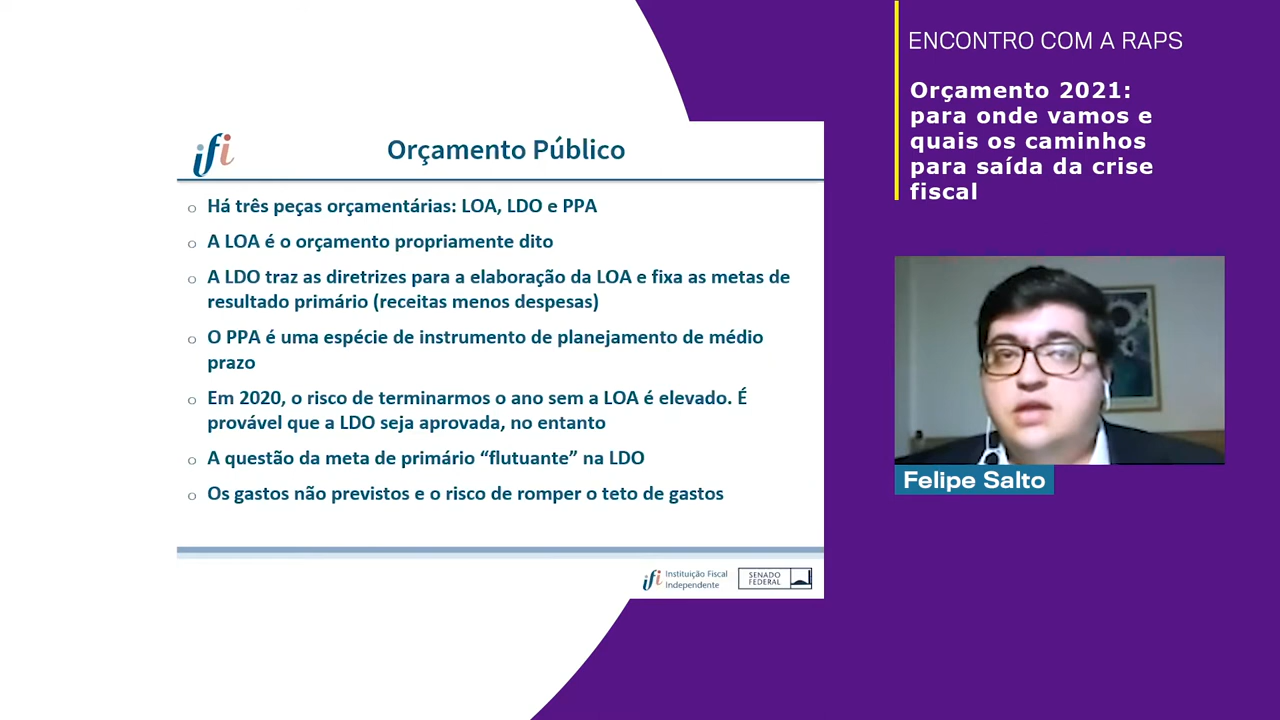 ENCONTRO COM A RAPS
Orçamento 2021:
para onde vamos e
quais os caminhos
para saída da crise
fiscal
ifi
Orçamento Público
Há três peças orçamentárias: LOA, LDO e PPA
A LOA é o orçamento propriamente dito
A LDO traz as diretrizes para a elaboração da LOA e fixa as metas de
resultado primário (receitas menos despesas)
O PPA é uma espécie de instrumento de planejamento de médio
prazo
Em 2020, o risco de terminarmos o ano sem a LOA é elevado. É
provável que a LDO seja aprovada, no entanto
A questão da meta de primário “flutuante” na LDO
Os gastos não previstos e o risco de romper o teto de gastos
ifi Instituição Fiscal
Independente
SENADO
FEDERAL
Felipe Salto